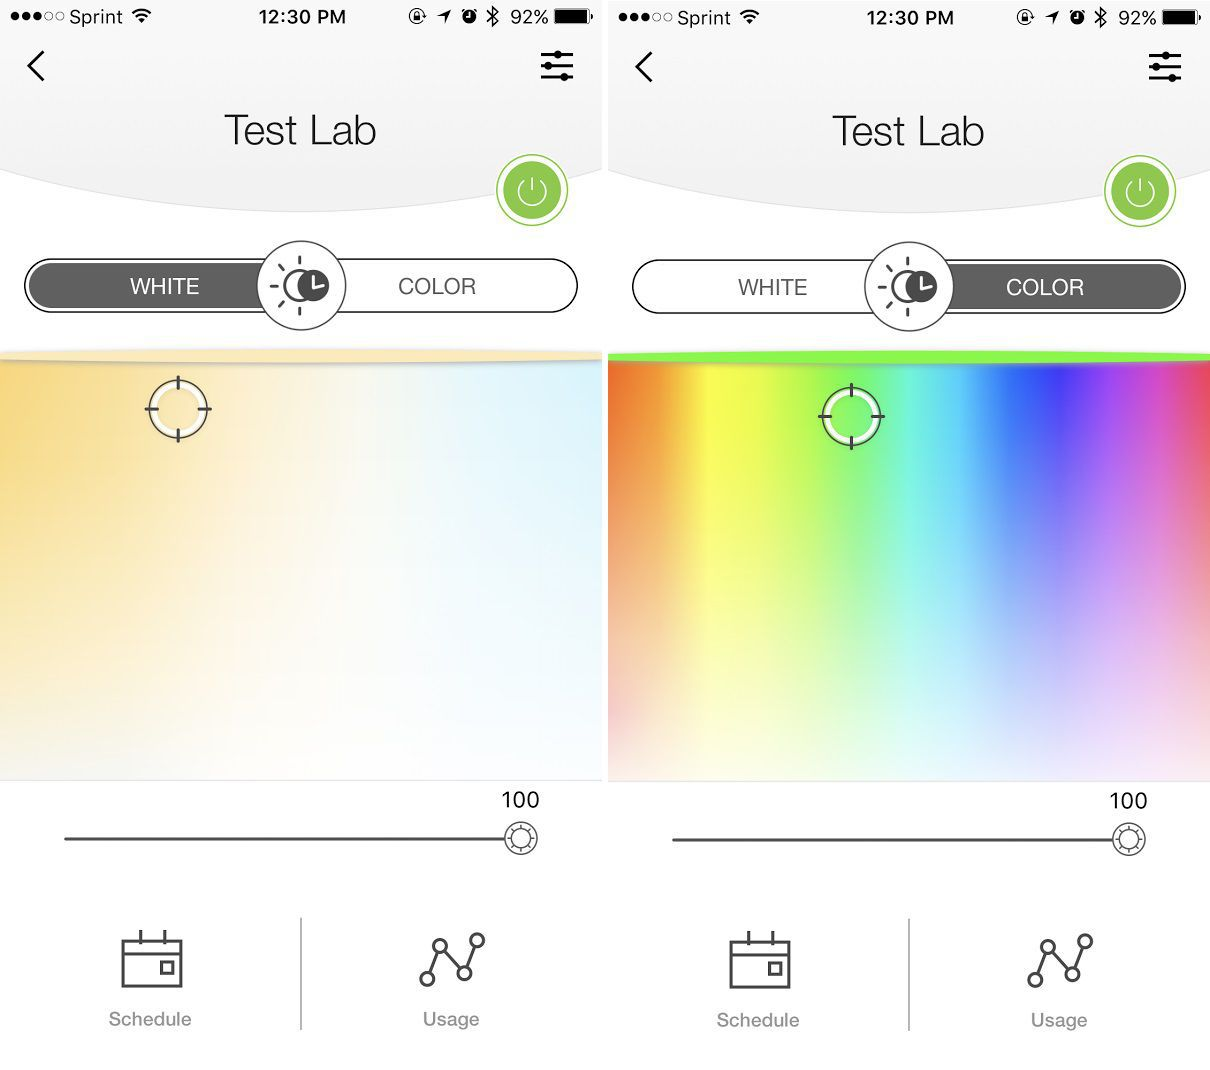 Sprint 12:30 PM 92%
Test Lab
WHITE COLOR
100
Schedule Usage
Sprint 12:30 PM 92%
Test Lab
WHITE COLOR
100
Schedule Usage